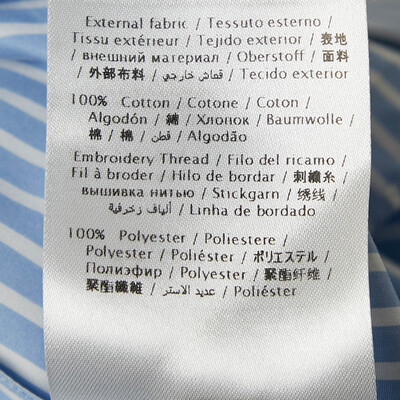 External fabric / Tessuto esterno /
Tissu extérieur / Tejido exterior / 表地
/ внешний материал / Oberstoff / 面料
/ 外部布料 / قماش خارجي / Tecido exterior
100% Cotton / Cotone / Coton /
Algodón / 綿 / Хлопок / Baumwolle /
棉 / 棉 / قطن / Algodão
Embroidery Thread / Filo del ricamo /
Fil à broder / Hilo de bordar / 刺繍糸 /
вышивка нитью / Stickgarn / 绣线 /
ألياف زخرفية / Linha de bordado
100% Polyester / Poliestere /
Polyester / Poliéster / ポリエステル /
Полиэфир / Polyester / 聚酯纤维 /
聚酯纖維 / عديد الاستر / Poliéster